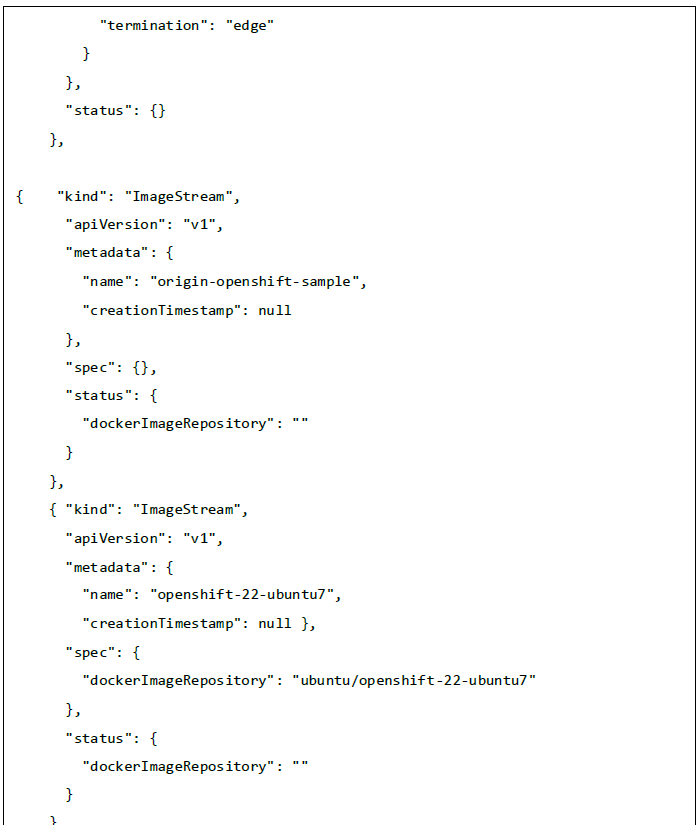 "termination": "edge"
}
},
"status": {}
},
{ "kind": "ImageStream",
"apiVersion": "v1",
"metadata": {
"name": "origin-openshift-sample",
"creationTimestamp": null
},
"spec": {},
"status": {
"dockerImageRepository": ""
}
},
{ "kind": "ImageStream",
"apiVersion": "v1",
"metadata": {
"name": "openshift-22-ubuntu7",
"creationTimestamp": null },
"spec": {
"dockerImageRepository": "ubuntu/openshift-22-ubuntu7"
},
"status": {
"dockerImageRepository": ""
}
}